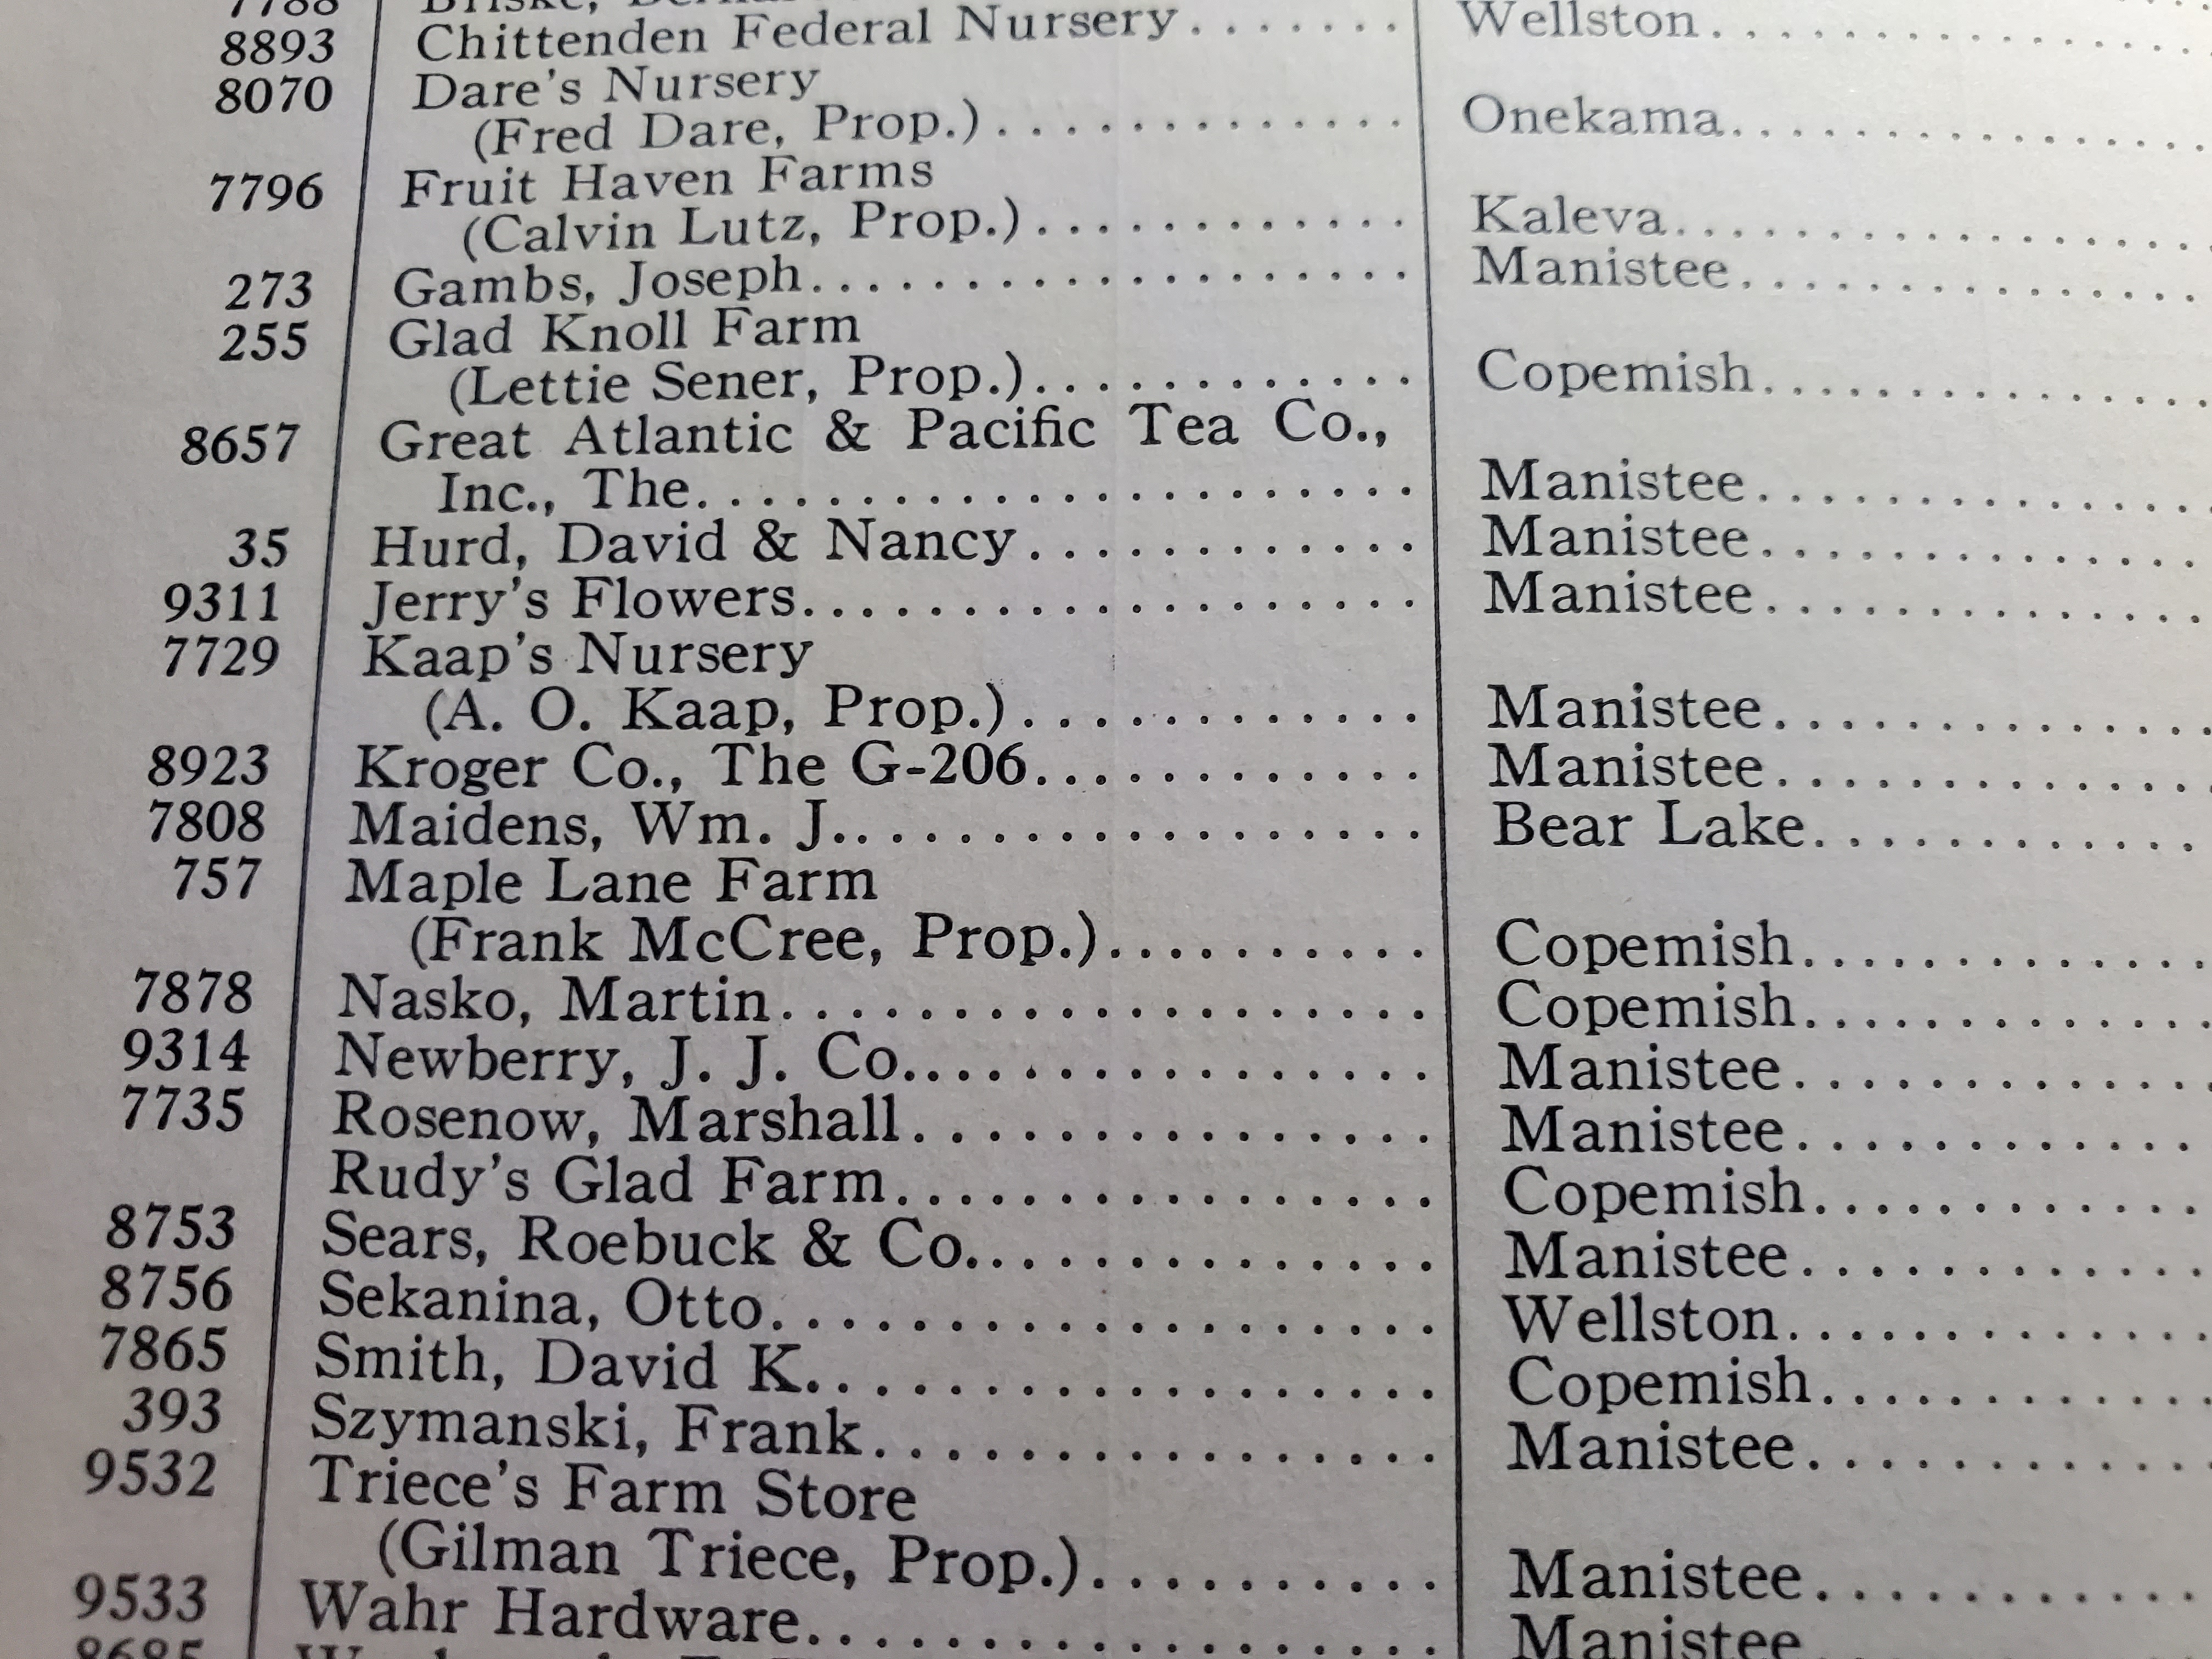 7788 Briske,
8893 Chittenden Federal Nursery........ Wellston..................
8070 Dare's Nursery
(Fred Dare, Prop.).............. Onekama..................
7796 Fruit Haven Farms
(Calvin Lutz, Prop.)............. Kaleva..................
273 Gambs, Joseph.................... Manistee................
255 Glad Knoll Farm
(Lettie Sener, Prop.)............. Copemish................
8657 Great Atlantic & Pacific Tea Co.,
Inc., The........................ Manistee................
35 Hurd, David & Nancy............. Manistee................
9311 Jerry's Flowers................... Manistee................
7729 Kaap's Nursery
(A. O. Kaap, Prop.)............. Manistee................
8923 Kroger Co., The G-206............ Manistee................
7808 Maidens, Wm. J................... Bear Lake..............
757 Maple Lane Farm
(Frank McCree, Prop.)........... Copemish..............
7878 Nasko, Martin.................... Copemish..............
9314 Newberry, J. J. Co................ Manistee..............
7735 Rosenow, Marshall................ Manistee..............
Rudy's Glad Farm................. Copemish.............
8753 Sears, Roebuck & Co.............. Manistee..............
8756 Sekanina, Otto.................... Wellston..............
7865 Smith, David K................... Copemish.............
393 Szymanski, Frank................. Manistee.............
9532 Triece's Farm Store
(Gilman Triece, Prop.)........... Manistee.............
9533 Wahr Hardware................... Manistee
8685